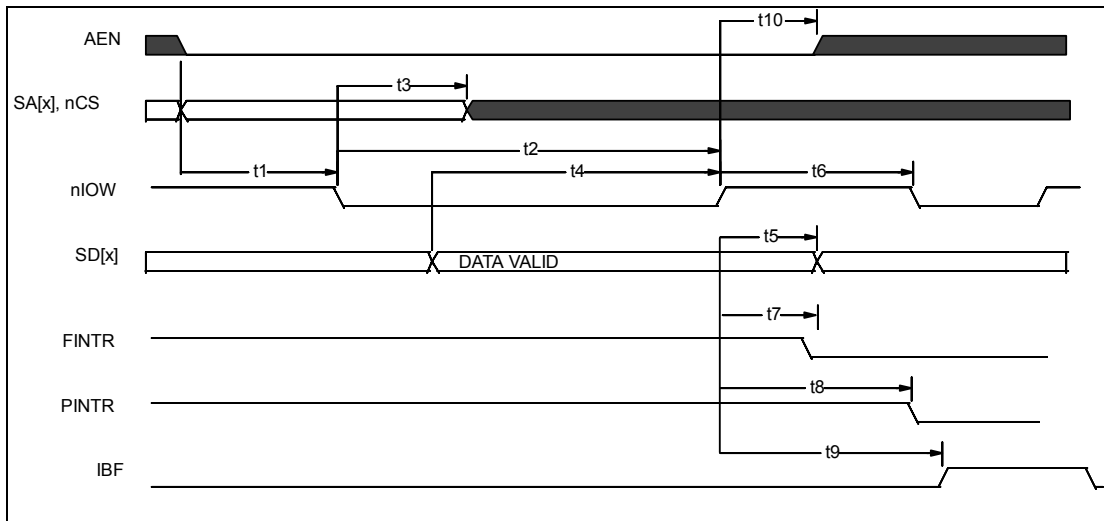 t10
AEN
t3
SA[x], nCS
t2
t1
t4
t6
nIOW
t5
SD[x]
DATA VALID
t7
FINTR
t8
PINTR
t9
IBF